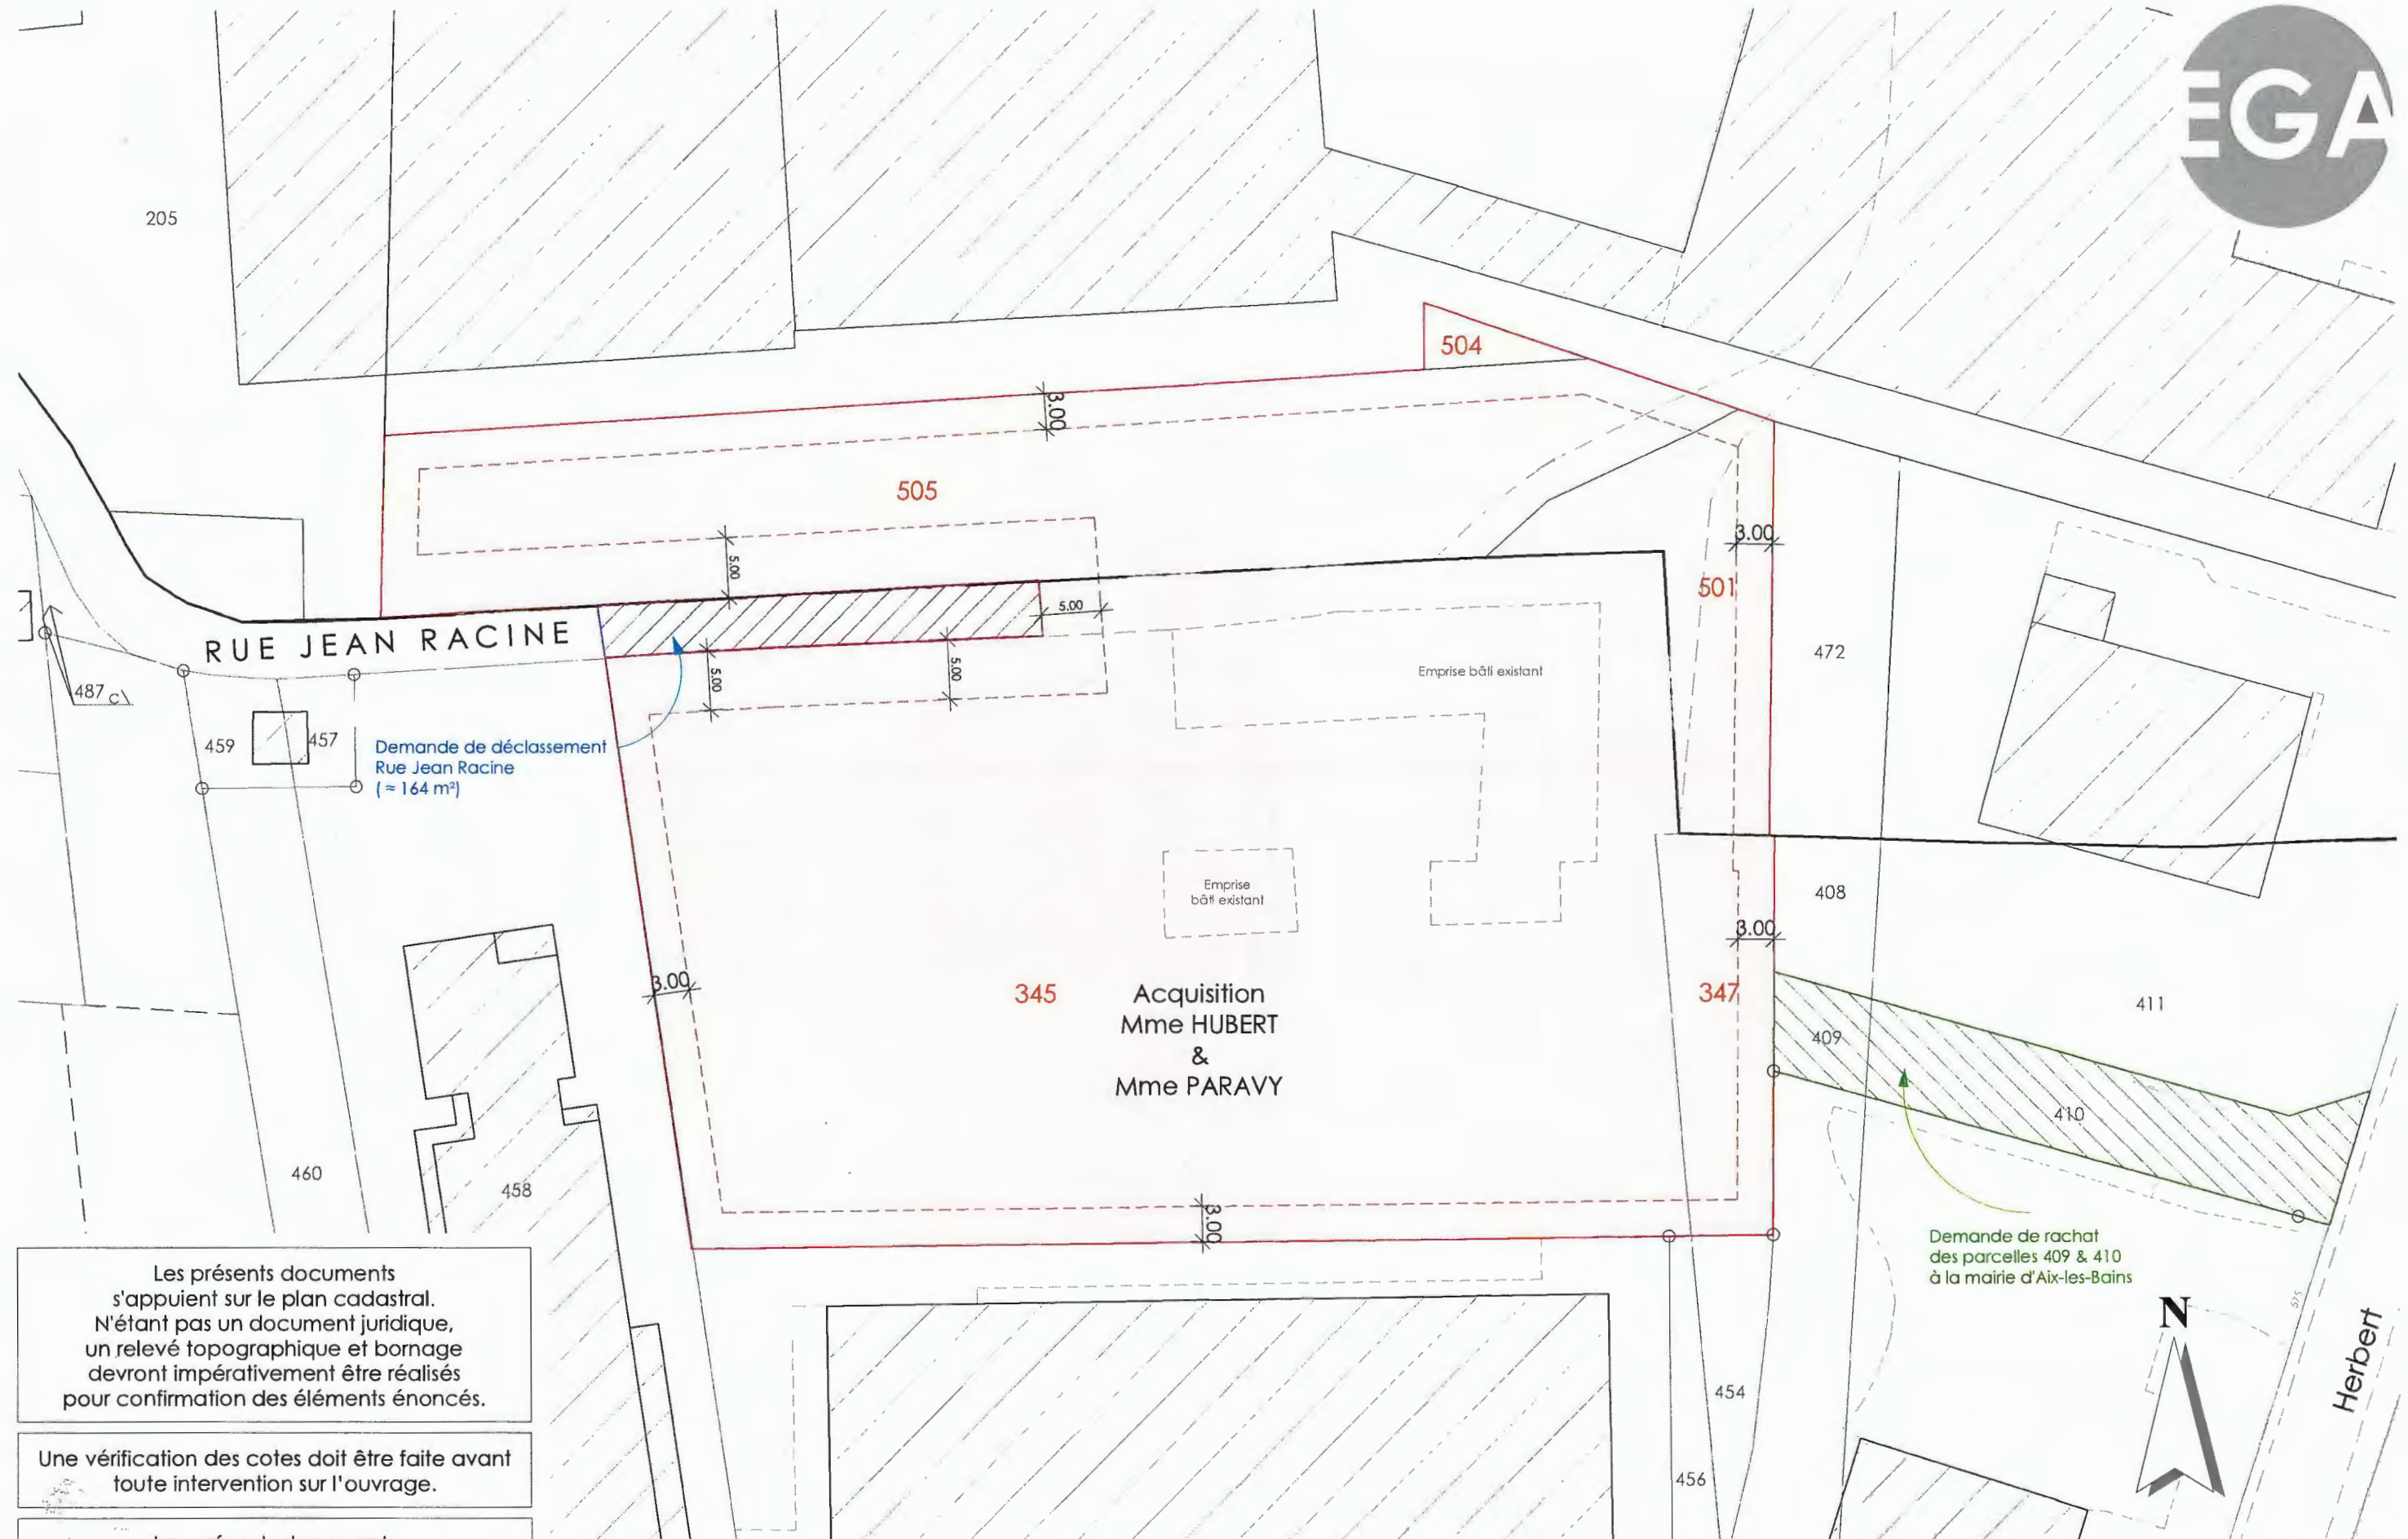 EGA
205
504
3.00
505
5.00
3.00
501
5.00
RUE JEAN RACINE
472
Emprise bâti existant
5.00
5.00
487
459
457
Demande de déclassement
Rue Jean Racine
( ≈ 164 m²)
Emprise
bâti existant
408
3.00
3.00
345
347
Acquisition
Mme HUBERT
&
Mme PARAVY
411
409
410
460
458
3.00
Demande de rachat
des parcelles 409 & 410
à la mairie d'Aix-les-Bains
Les présents documents
s'appuient sur le plan cadastral.
N'étant pas un document juridique,
un relevé topographique et bornage
devront impérativement être réalisés
pour confirmation des éléments énoncés.
N
575
Herbert
454
Une vérification des cotes doit être faite avant
toute intervention sur l'ouvrage.
456